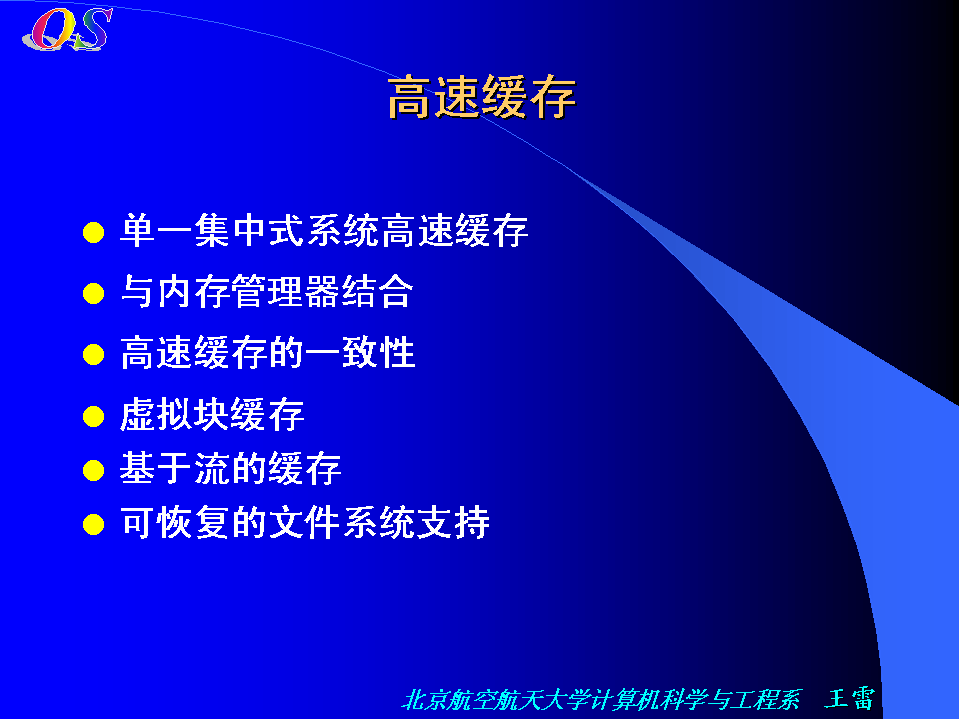 OS
高速缓存
单一集中式系统高速缓存
与内存管理器结合
高速缓存的一致性
虚拟块缓存
基于流的缓存
可恢复的文件系统支持
北京航空航天大学计算机科学与工程系 王雷